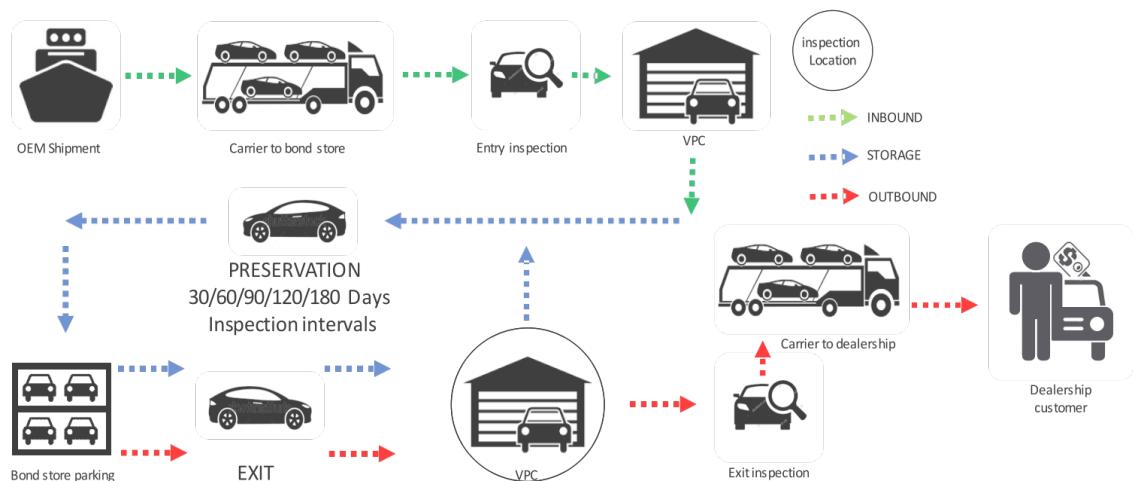 inspection
Location
OEM Shipment
Carrier to bond store
Entry inspection
VPC
INBOUND
STORAGE
OUTBOUND
PRESERVATION
30/60/90/120/180 Days
Inspection intervals
Carrier to dealership
Dealership
customer
Bond store parking
EXIT
VPC
Exit inspection